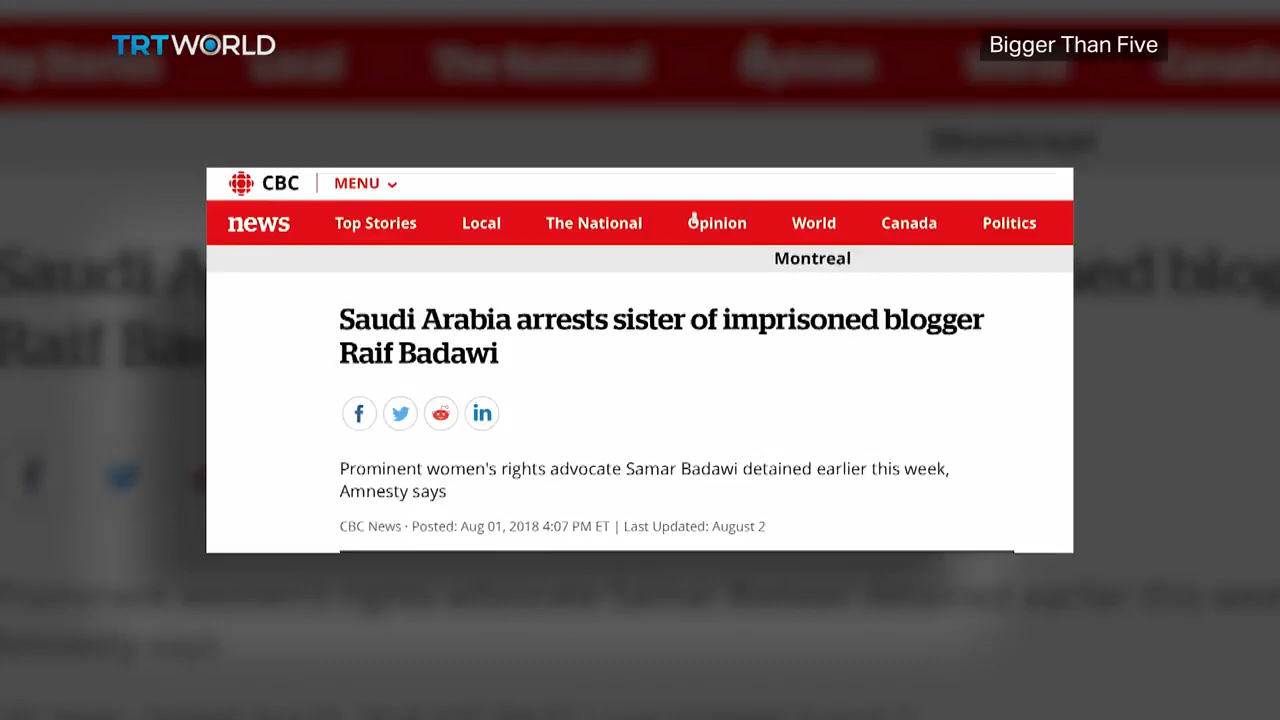 TRT WORLD
Bigger Than Five
CBC MENU
news Top Stories Local The National Opinion World Canada Politics
Montreal
Saudi Arabia arrests sister of imprisoned blogger
Raif Badawi
Prominent women's rights advocate Samar Badawi detained earlier this week,
Amnesty says
CBC News · Posted: Aug 01, 2018 4:07 PM ET | Last Updated: August 2